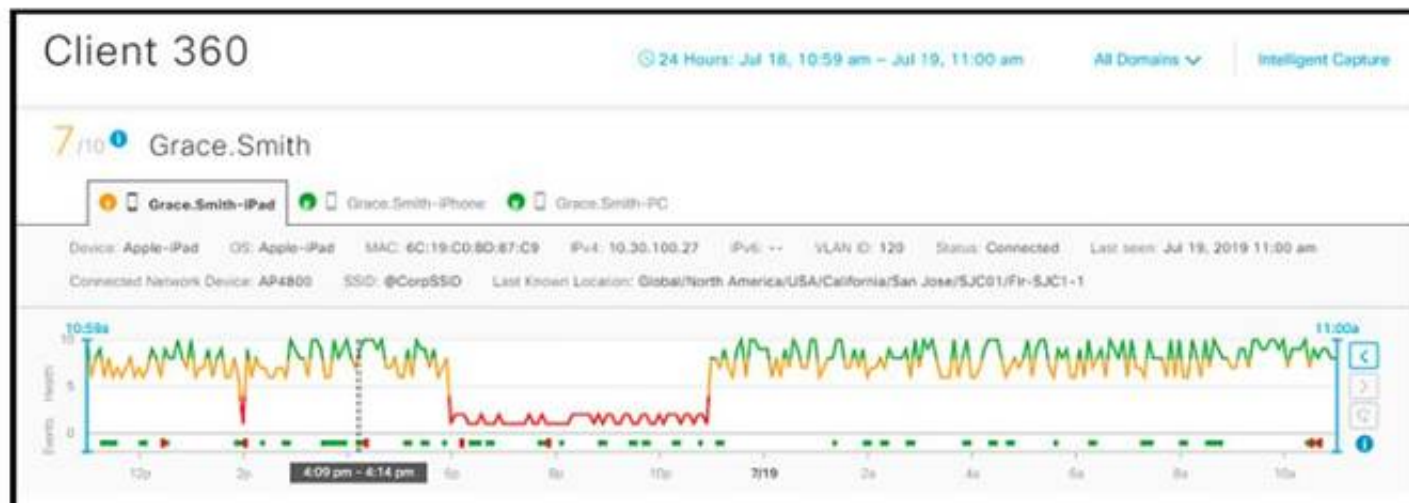 Client 360
24 Hours: Jul 18, 10:59 am – Jul 19, 11:00 am All Domains Intelligent Capture
7/10 Grace.Smith
Grace.Smith-iPad Grace.Smith-iPhone Grace.Smith-PC
Device: Apple-iPad OS: Apple-iPad MAC: 6C:19:C0:BD:87:C9 IPv4: 10.30.100.27 IPv6: -- VLAN ID: 120 Status: Connected Last seen: Jul 19, 2019 11:00 am
Connected Network Device: AP4800 SSID: @CorpSSID Last Known Location: Global/North America/USA/California/San Jose/SJC01/Flr-SJC1-1
10:59a 11:00a
10
Health
5
0
Events
12p 2p 4:09 pm - 4:14 pm 6p 8p 10p 7/19 2a 4a 6a 8a 10a